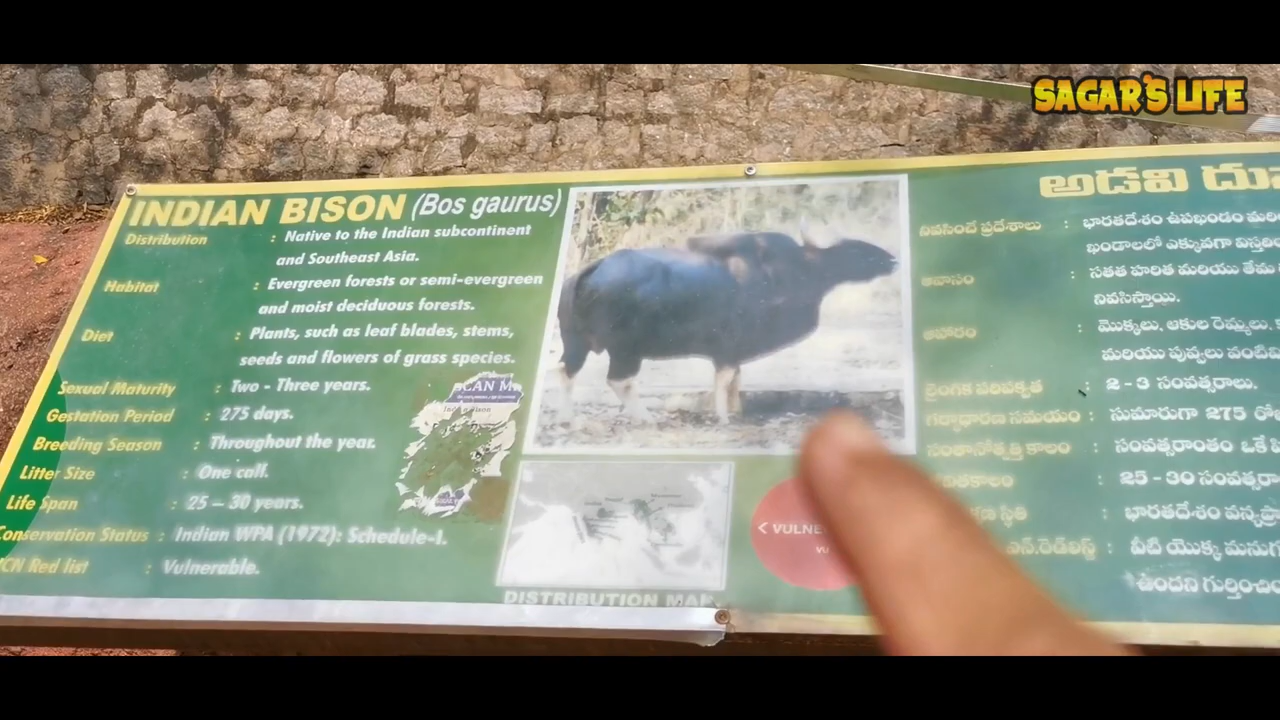 SAGAR'S LIFE
INDIAN BISON (Bos gaurus)
Distribution : Native to the Indian subcontinent
and Southeast Asia.
Habitat : Evergreen forests or semi-evergreen
and moist deciduous forests.
Diet : Plants, such as leaf blades, stems,
seeds and flowers of grass species.
Sexual Maturity : Two - Three years.
Gestation Period : 275 days.
Breeding Season : Throughout the year.
Litter Size : One calf.
Life Span : 25 – 30 years.
Conservation Status : Indian WPA (1972): Schedule-I.
ICN Red list : Vulnerable.
SCAN M
DISTRIBUTION MAP
< VULNE
VU
అడవి దు
నివసించే ప్రదేశాలు : భారతదేశం ఉపఖండం మరి
ఖండాలలో ఎక్కువగా విస్తరి
ఆవాసం : సతత హరిత మరియు తేమ
నివసిస్తాయి.
ఆహారం : మొక్కలు, ఆకుల రెమ్మలు,
మరియు పువ్వులు వంటివి
లైంగిక పరిపక్వత : 2 - 3 సంవత్సరాలు.
గర్భాధారణ సమయం : సుమారుగా 275 రో
సంతానోత్పత్తి కాలం : సంవత్సరాంతం ఒకే
వితకాలం : 25 - 30 సంవత్సరా
స్థితి : భారతదేశం వన్యప్రా
ఎన్.రెడ్‌లిస్ట్ : వీటి యొక్క మనుగ
ఉందని గుర్తించిం